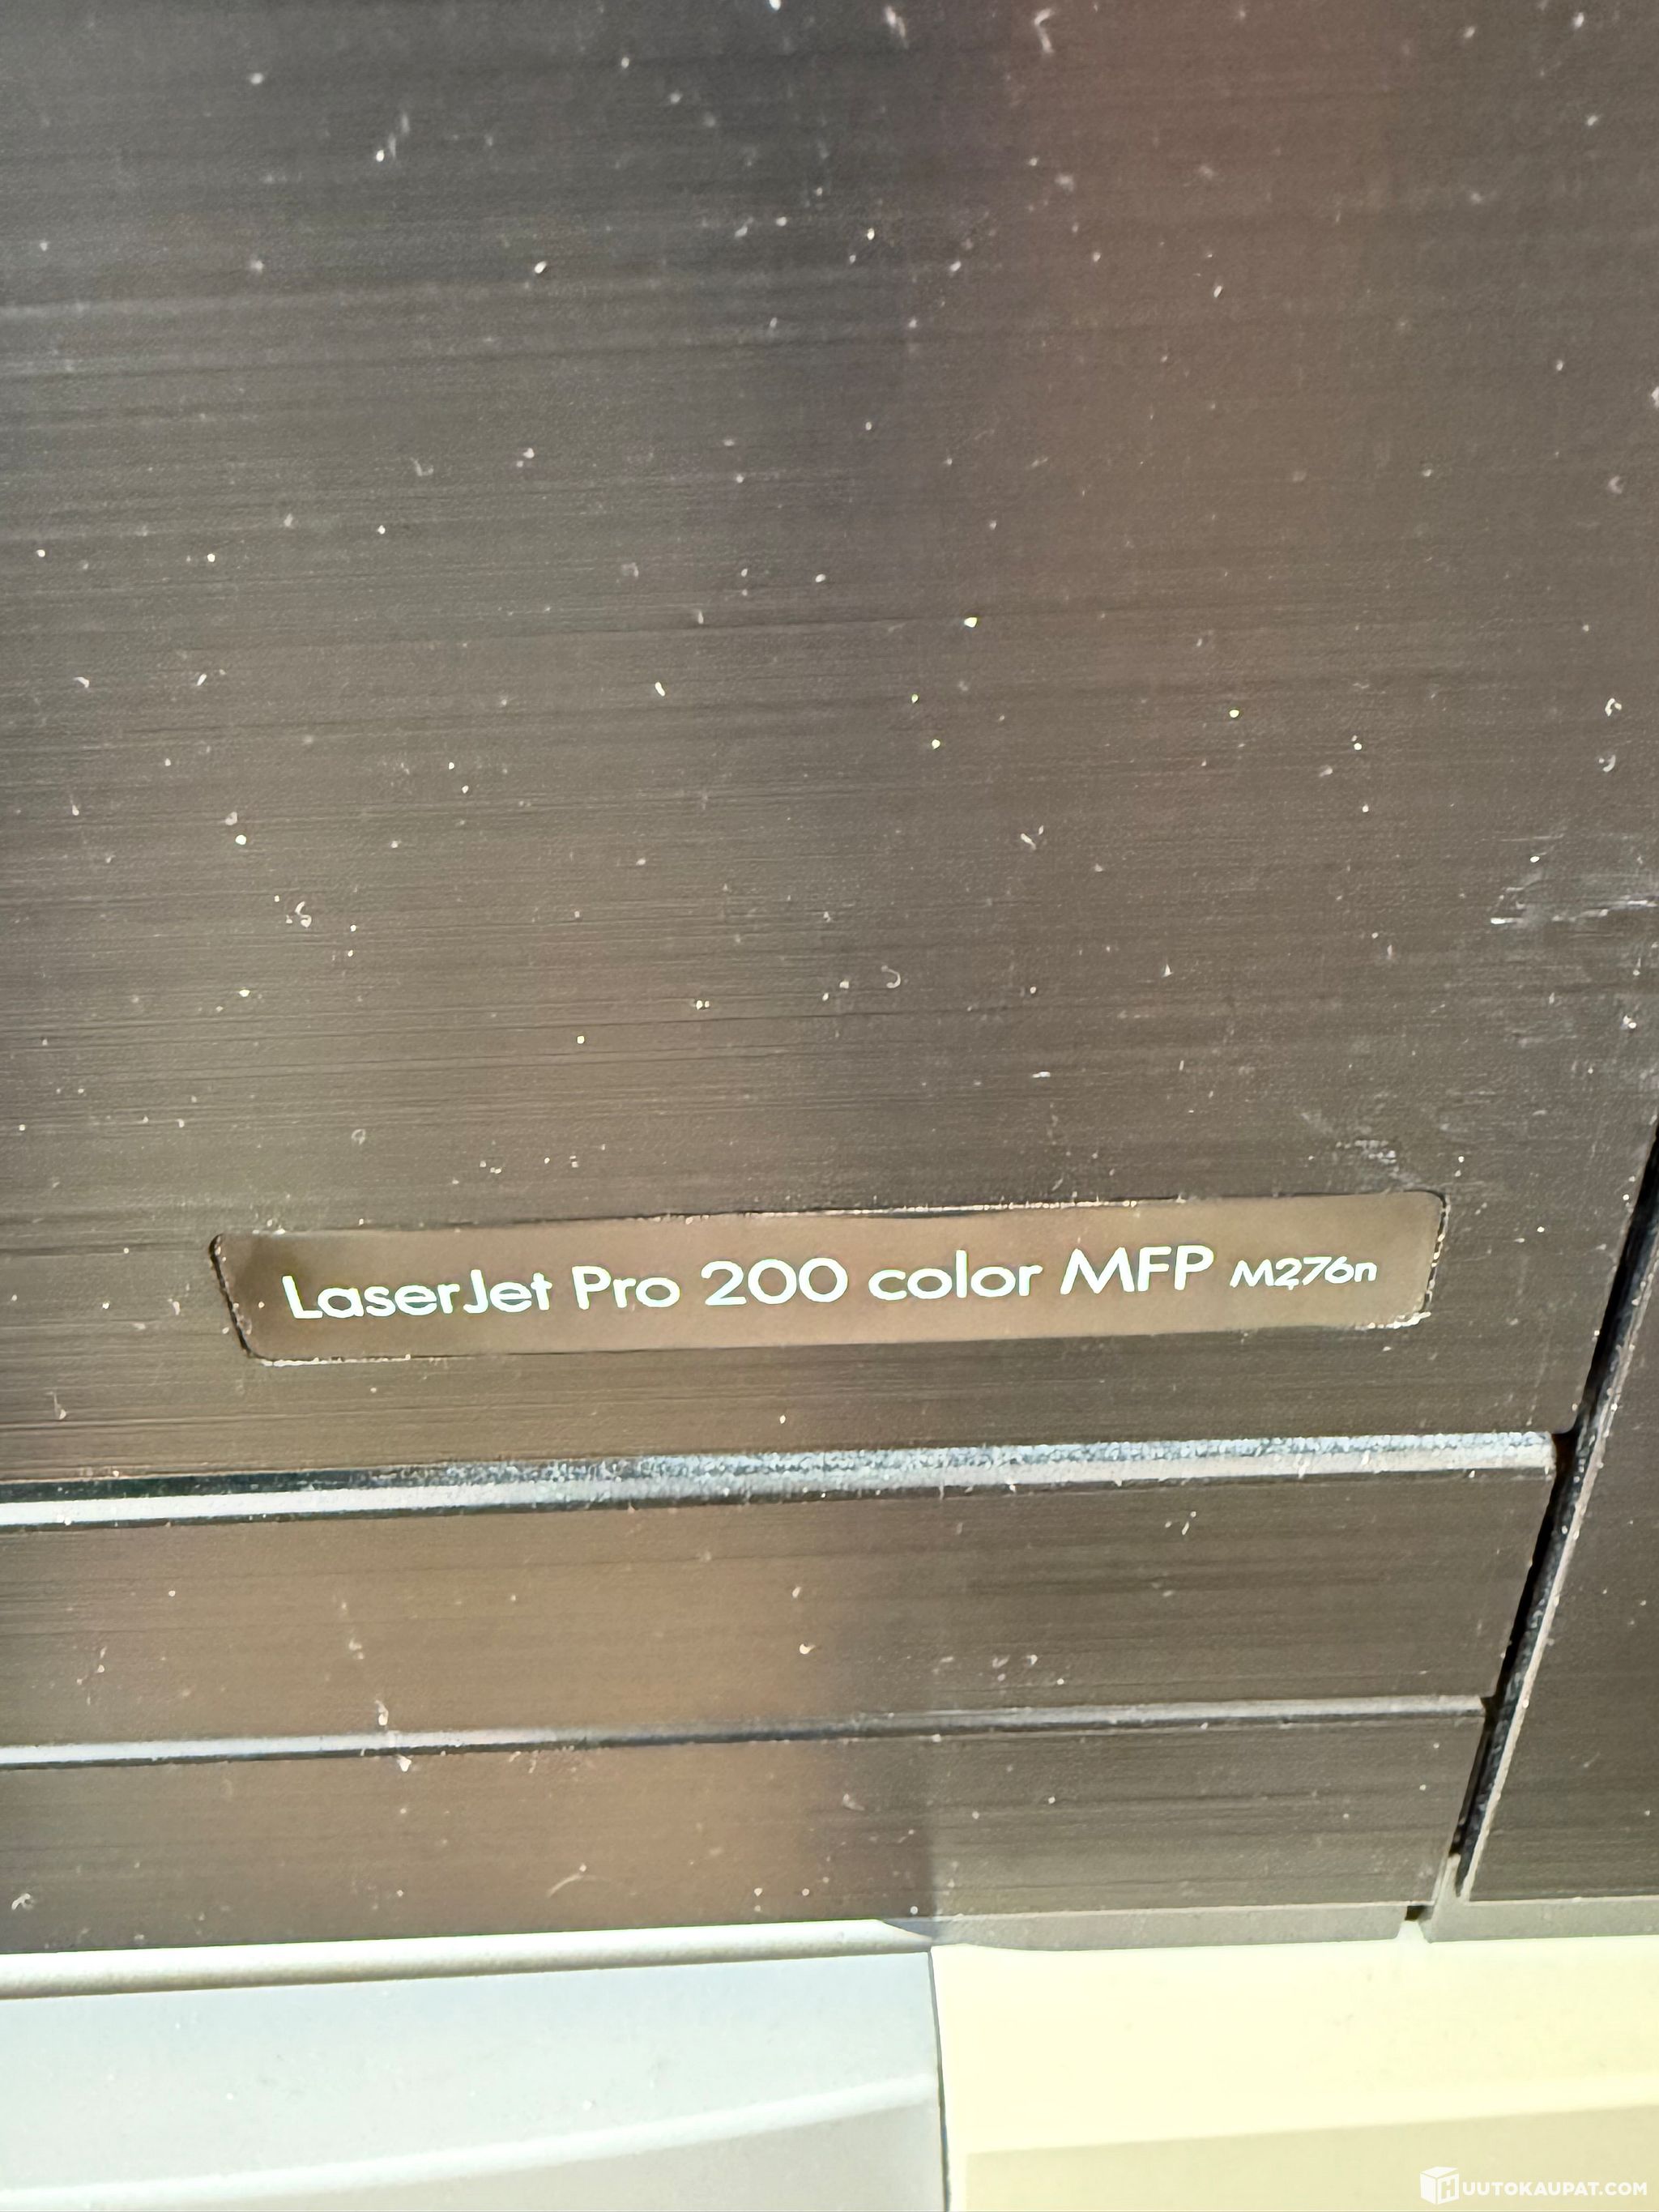 LaserJet Pro 200 color MFP M276n
HUUTOKAUPAT.COM